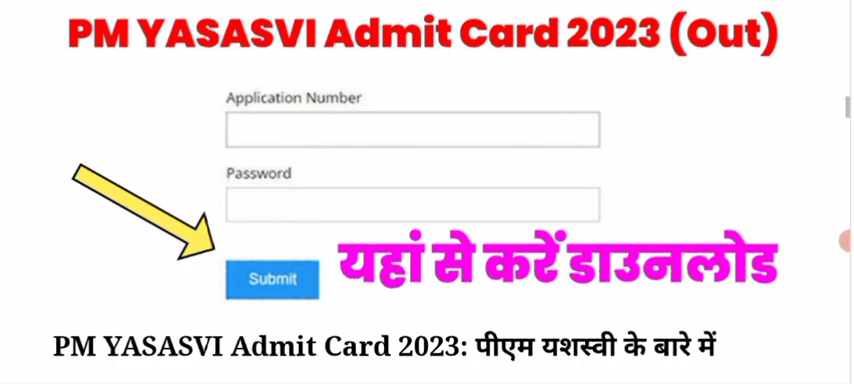 PM YASASVI Admit Card 2023 (Out)
Application Number
Password
Submit
यहां से करें डाउनलोड
PM YASASVI Admit Card 2023: पीएम यशस्वी के बारे में